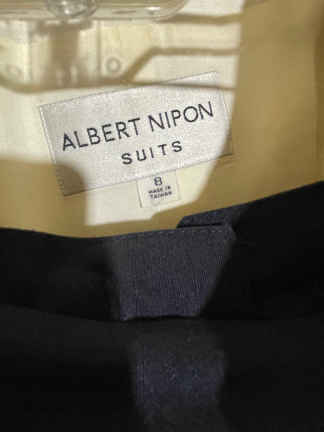 ALBERT NIPON
SUITS
8
MADE IN
TAIWAN